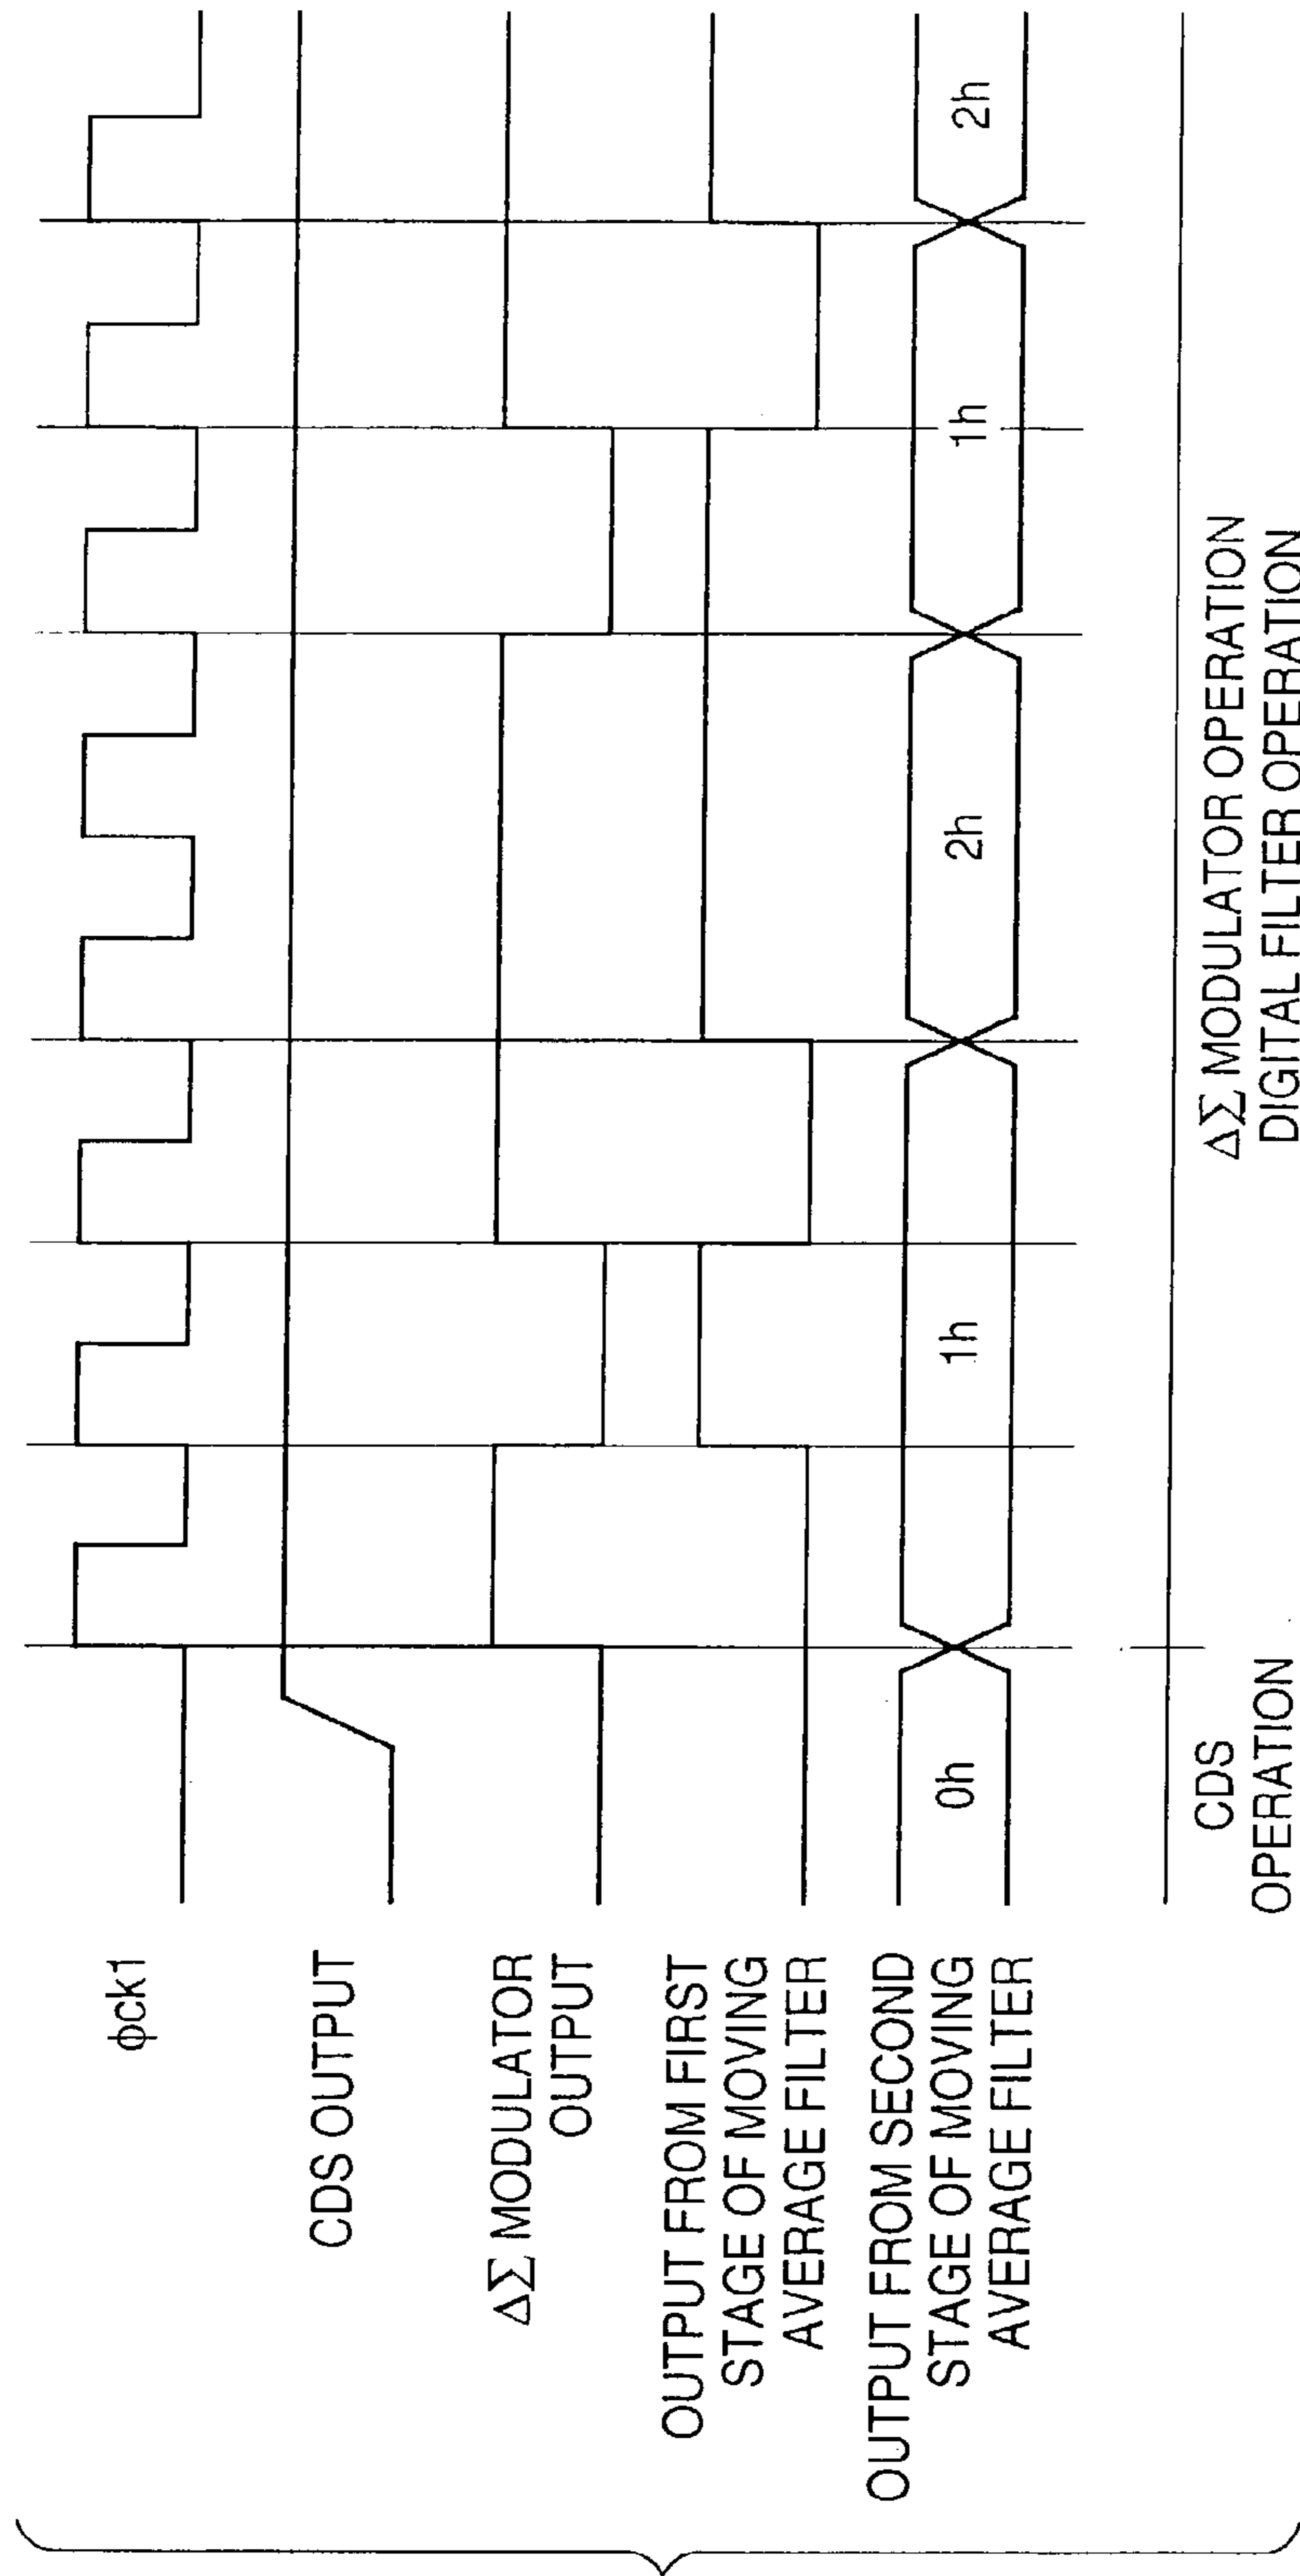 φck1
CDS OUTPUT
ΔΣ MODULATOR
OUTPUT
OUTPUT FROM FIRST
STAGE OF MOVING
AVERAGE FILTER
OUTPUT FROM SECOND
STAGE OF MOVING
AVERAGE FILTER
0h
1h
2h
1h
2h
CDS
OPERATION
ΔΣ MODULATOR OPERATION
DIGITAL FILTER OPERATION